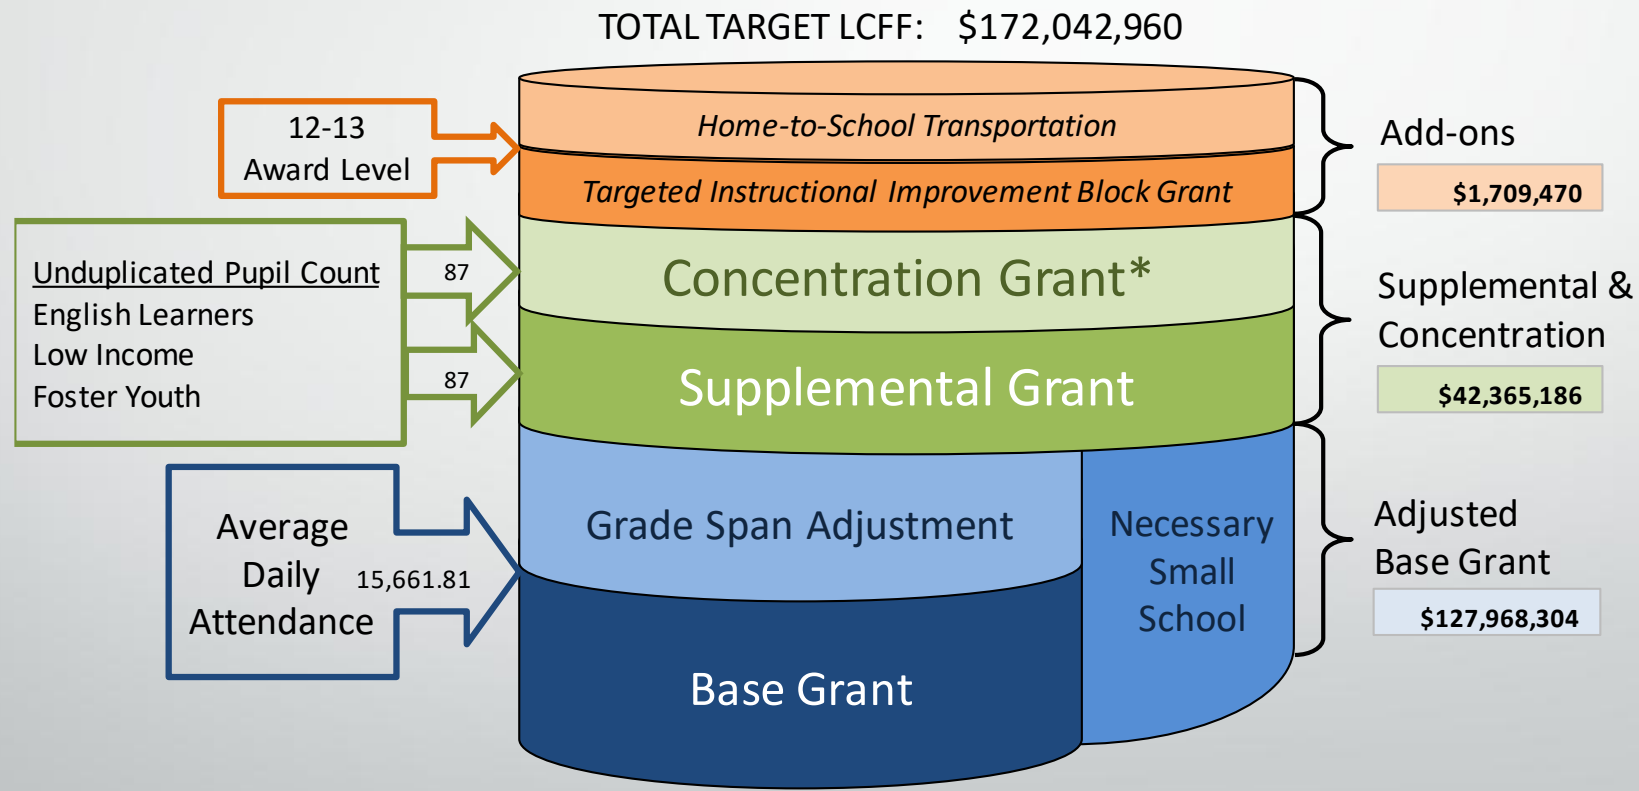 TOTAL TARGET LCFF: $172,042,960
12-13
Award Level
Home-to-School Transportation
Targeted Instructional Improvement Block Grant
Add-ons
$1,709,470
Unduplicated Pupil Count
English Learners
Low Income
Foster Youth
87
87
Concentration Grant*
Supplemental Grant
Supplemental &
Concentration
$42,365,186
Average
Daily
Attendance
15,661.81
Grade Span Adjustment
Base Grant
Necessary
Small
School
Adjusted
Base Grant
$127,968,304